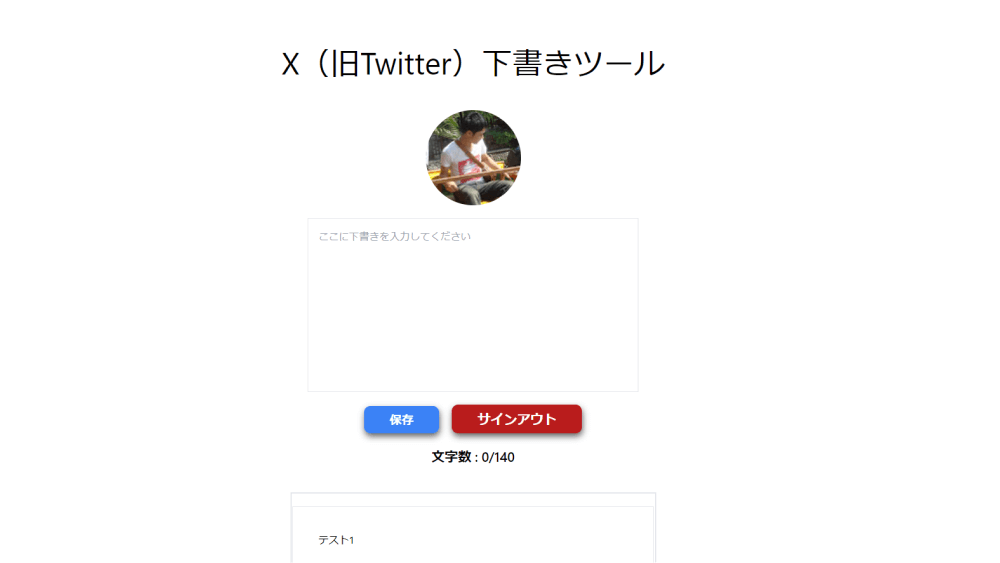 X（旧Twitter）下書きツール
ここに下書きを入力してください
保存
サインアウト
文字数 : 0/140
テスト1